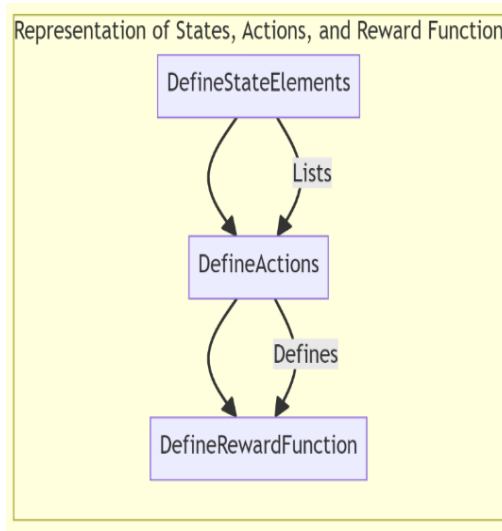 Representation of States, Actions, and Reward Function
DefineStateElements
Lists
DefineActions
Defines
DefineRewardFunction